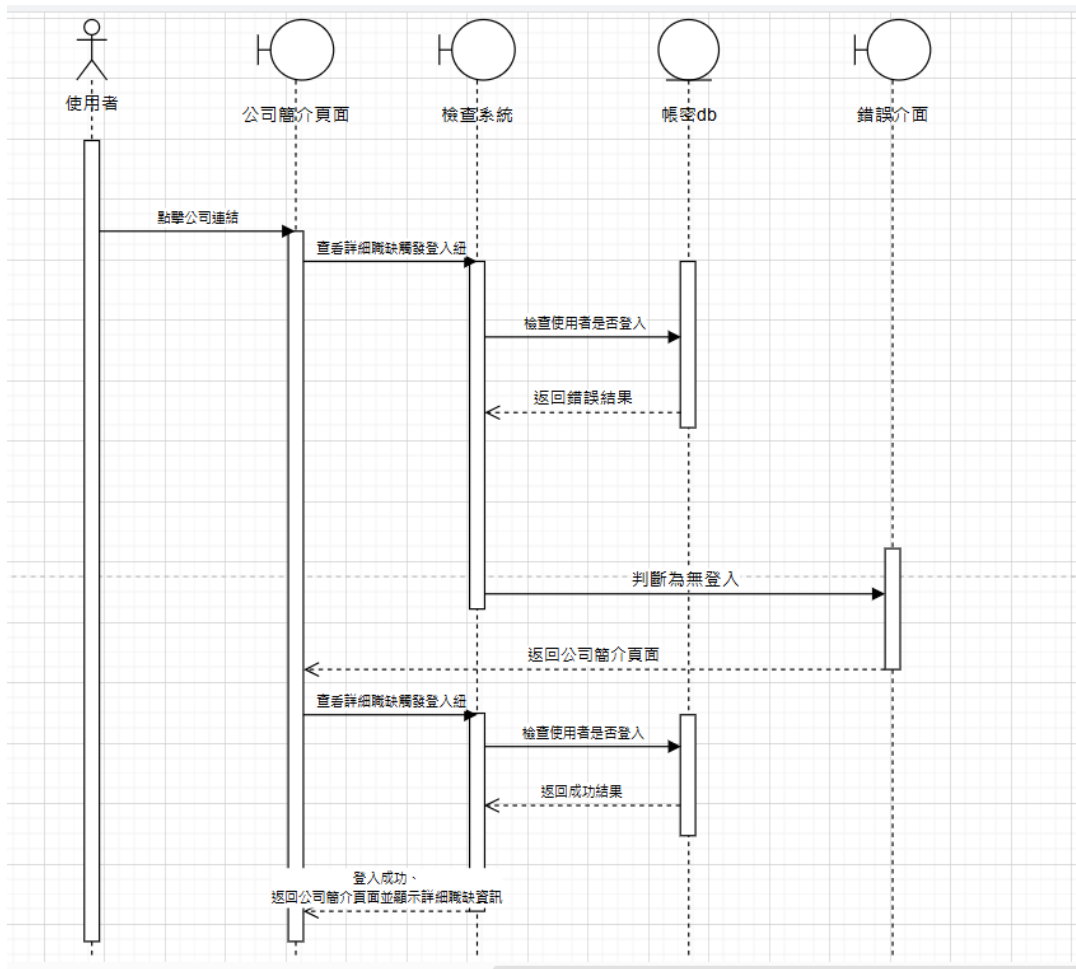 使用者
公司簡介頁面
檢查系統
帳密db
錯誤介面
點擊公司連結
查看詳細職缺觸發登入紐
檢查使用者是否登入
返回錯誤結果
判斷為無登入
返回公司簡介頁面
查看詳細職缺觸發登入紐
檢查使用者是否登入
返回成功結果
登入成功、
返回公司簡介頁面並顯示詳細職缺資訊